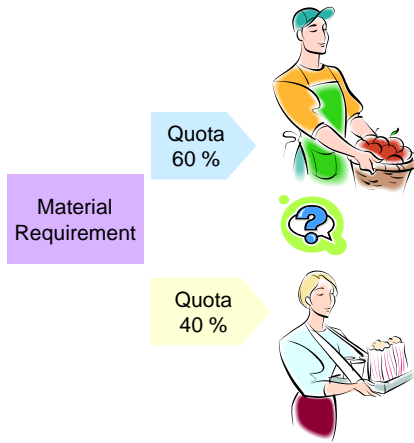 Quota
60 %
Material
Requirement
?
Quota
40 %